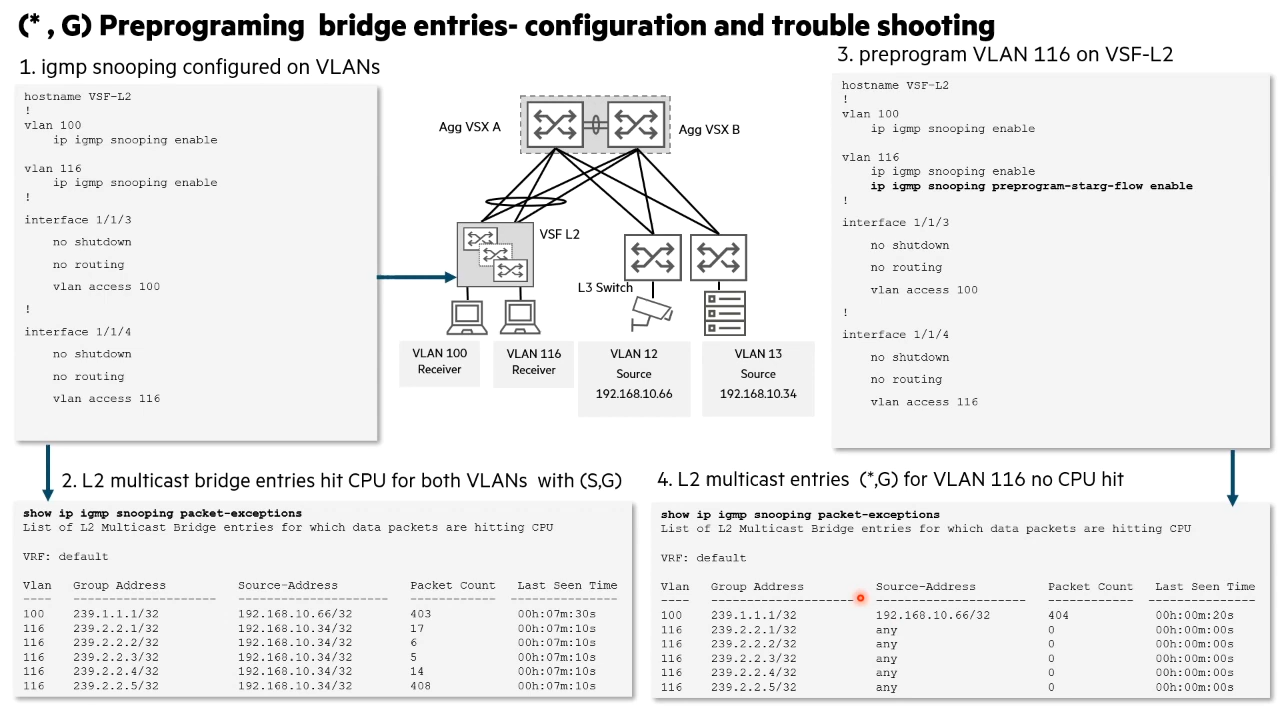 (* , G) Preprograming bridge entries- configuration and trouble shooting
1. igmp snooping configured on VLANs
hostname VSF-L2
!
vlan 100
ip igmp snooping enable
vlan 116
ip igmp snooping enable
!
interface 1/1/3
no shutdown
no routing
vlan access 100
!
interface 1/1/4
no shutdown
no routing
vlan access 116
Agg VSX A
Agg VSX B
VSF L2
L3 Switch
VLAN 100
Receiver
VLAN 116
Receiver
VLAN 12
Source
192.168.10.66
VLAN 13
Source
192.168.10.34
3. preprogram VLAN 116 on VSF-L2
hostname VSF-L2
!
vlan 100
ip igmp snooping enable
vlan 116
ip igmp snooping enable
ip igmp snooping preprogram-starg-flow enable
!
interface 1/1/3
no shutdown
no routing
vlan access 100
!
interface 1/1/4
no shutdown
no routing
vlan access 116
2. L2 multicast bridge entries hit CPU for both VLANs with (S,G)
show ip igmp snooping packet-exceptions
List of L2 Multicast Bridge entries for which data packets are hitting CPU
VRF: default
Vlan Group Address Source-Address Packet Count Last Seen Time
---- -------------------- --------------------- ------------ --------------
100 239.1.1.1/32 192.168.10.66/32 403 00h:07m:30s
116 239.2.2.1/32 192.168.10.34/32 17 00h:07m:10s
116 239.2.2.2/32 192.168.10.34/32 6 00h:07m:10s
116 239.2.2.3/32 192.168.10.34/32 5 00h:07m:10s
116 239.2.2.4/32 192.168.10.34/32 14 00h:07m:10s
116 239.2.2.5/32 192.168.10.34/32 408 00h:07m:10s
4. L2 multicast entries (*,G) for VLAN 116 no CPU hit
show ip igmp snooping packet-exceptions
List of L2 Multicast Bridge entries for which data packets are hitting CPU
VRF: default
Vlan Group Address Source-Address Packet Count Last Seen Time
---- -------------------- --------------------- ------------ --------------
100 239.1.1.1/32 192.168.10.66/32 404 00h:00m:20s
116 239.2.2.1/32 any 0 00h:00m:00s
116 239.2.2.2/32 any 0 00h:00m:00s
116 239.2.2.3/32 any 0 00h:00m:00s
116 239.2.2.4/32 any 0 00h:00m:00s
116 239.2.2.5/32 any 0 00h:00m:00s